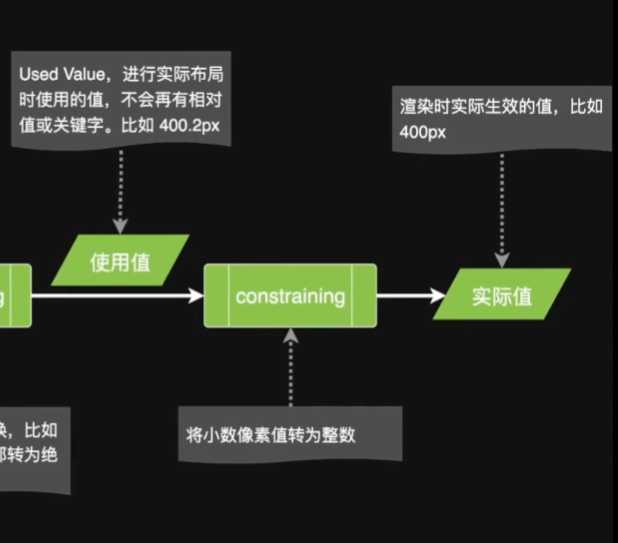 Used Value，进行实际布局
时使用的值，不会再有相对
值或关键字。比如 400.2px
渲染时实际生效的值，比如
400px
使用值
g
constraining
实际值
换，比如
部转为绝
将小数像素值转为整数